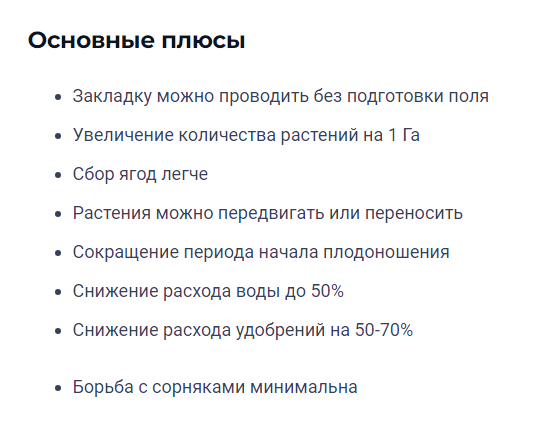 Основные плюсы
• Закладку можно проводить без подготовки поля
• Увеличение количества растений на 1 Га
• Сбор ягод легче
• Растения можно передвигать или переносить
• Сокращение периода начала плодоношения
• Снижение расхода воды до 50%
• Снижение расхода удобрений на 50-70%
• Борьба с сорняками минимальна